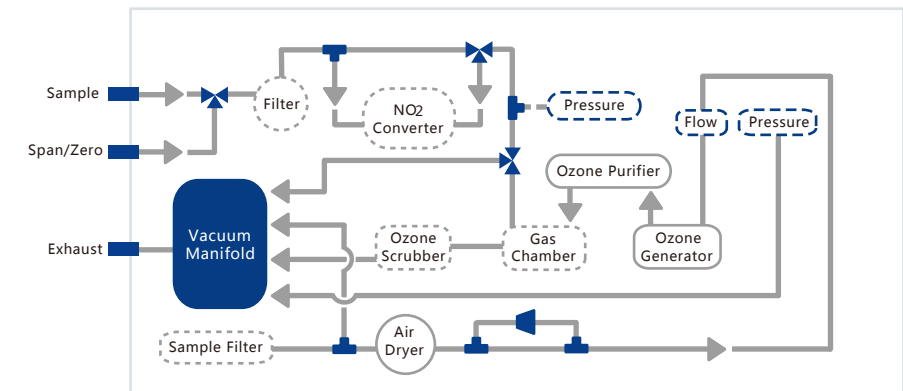 Sample
Filter
NO2
Converter
Pressure
Flow
Pressure
Span/Zero
Ozone Purifier
Vacuum
Manifold
Exhaust
Ozone
Scrubber
Gas
Chamber
Ozone
Generator
Sample Filter
Air
Dryer